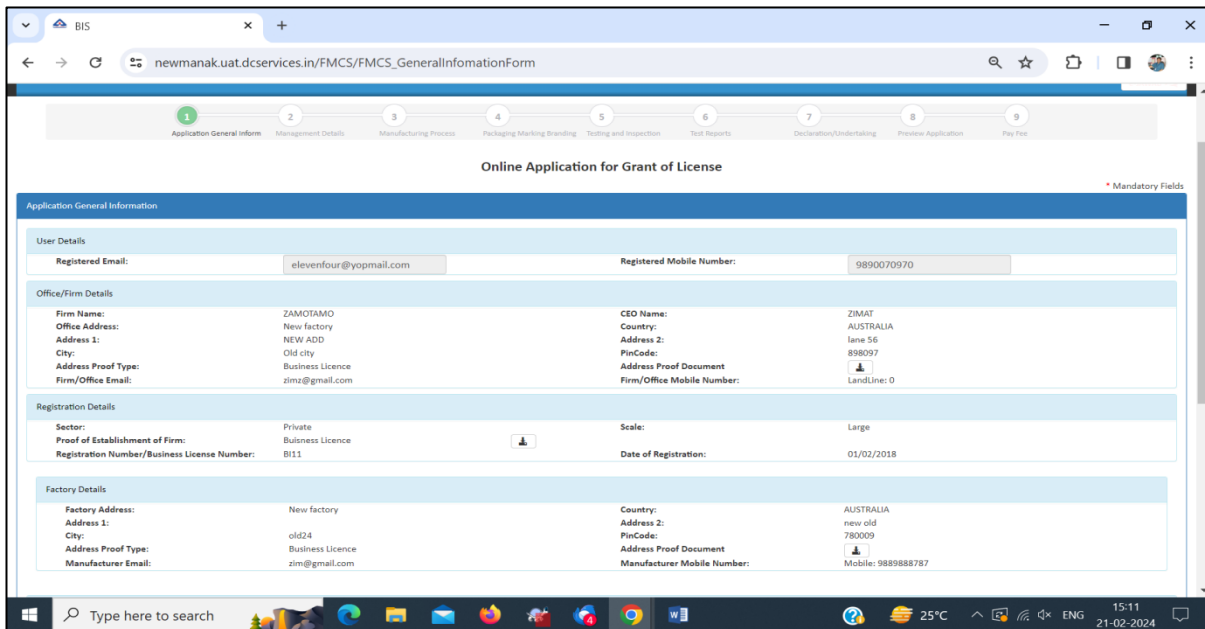 BIS
newmanak.uat.dcservices.in/FMCS/FMCS_GeneralInfomationForm
1 2 3 4 5 6 7 8 9
Application General Inform Management Details Manufacturing Process Packaging Marking Branding Testing and Inspection Test Reports Declaration/Undertaking Preview Application Pay Fee
Online Application for Grant of License
* Mandatory Fields
Application General Information
User Details
Registered Email: elevenfour@yopmail.com Registered Mobile Number: 9890070970
Office/Firm Details
Firm Name: ZAMOTAMO CEO Name: ZIMAT
Office Address: New factory Country: AUSTRALIA
Address 1: NEW ADD Address 2: lane 56
City: Old city PinCode: 898097
Address Proof Type: Business Licence Address Proof Document
Firm/Office Email: zimz@gmail.com Firm/Office Mobile Number: LandLine: 0
Registration Details
Sector: Private Scale: Large
Proof of Establishment of Firm: Buisness Licence
Registration Number/Business License Number: BI11 Date of Registration: 01/02/2018
Factory Details
Factory Address: New factory Country: AUSTRALIA
Address 1: Address 2: new old
City: old24 PinCode: 780009
Address Proof Type: Business Licence Address Proof Document
Manufacturer Email: zim@gmail.com Manufacturer Mobile Number: Mobile: 9889888787
Type here to search 4 25°C ENG 15:11
21-02-2024